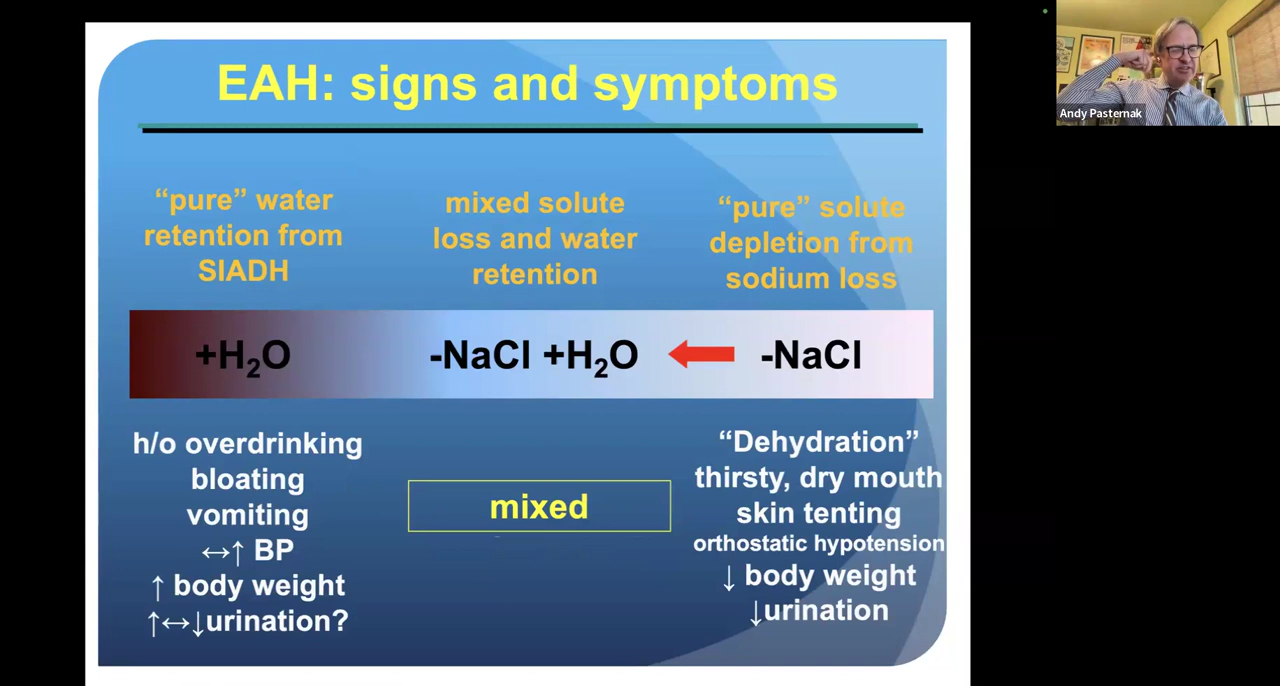 EAH: signs and symptoms
“pure” water
retention from
SIADH
mixed solute
loss and water
retention
“pure” solute
depletion from
sodium loss
+H₂O
-NaCl +H₂O
-NaCl
h/o overdrinking
bloating
vomiting
↔↑ BP
↑ body weight
↑↔↓urination?
mixed
“Dehydration”
thirsty, dry mouth
skin tenting
orthostatic hypotension
↓ body weight
↓urination
Andy Pasternak